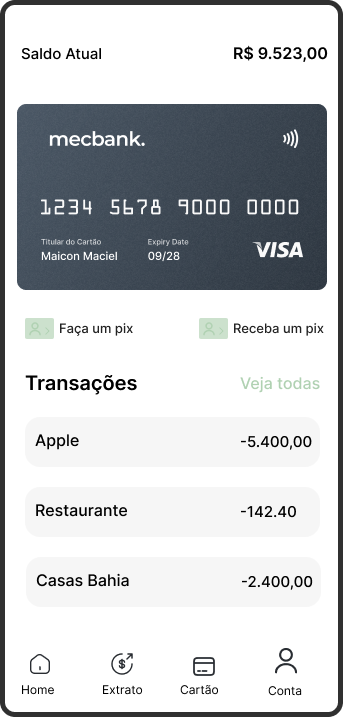 Saldo Atual R$ 9.523,00
mecbank.
1234 5678 9000 0000
Titular do Cartão Expiry Date
Maicon Maciel 09/28 VISA
Faça um pix Receba um pix
Transações Veja todas
Apple -5.400,00
Restaurante -142.40
Casas Bahia -2.400,00
Home Extrato Cartão Conta